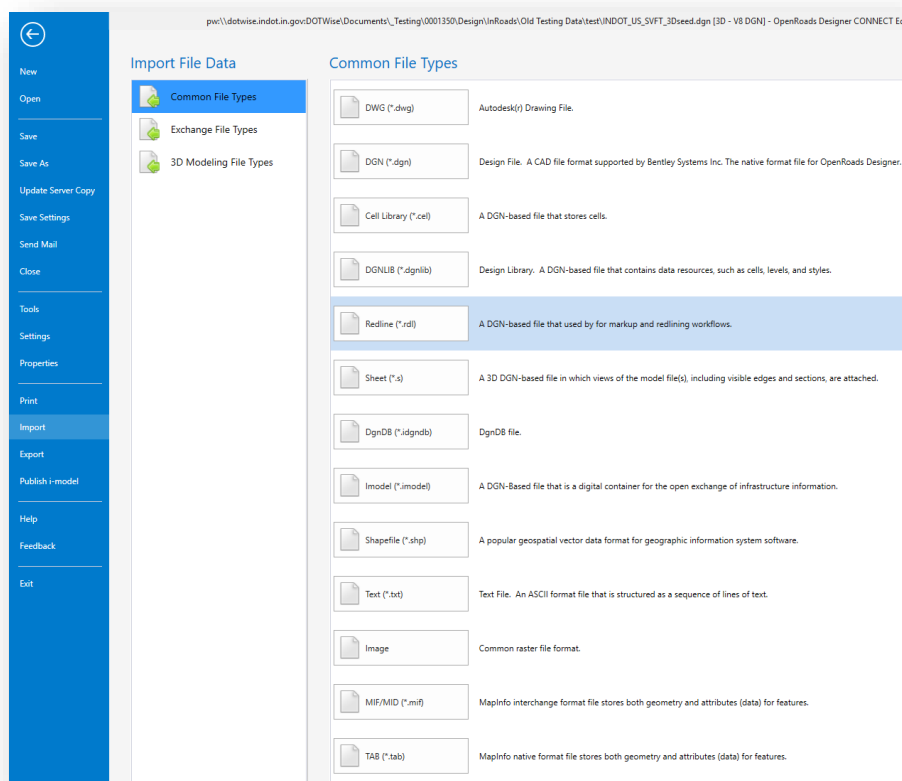 pw:\\dotwise.indot.in.gov:DOTWise\Documents\_Testing\0001350\Design\InRoads\Old Testing Data\test\INDOT_US_SVFT_3Dseed.dgn [3D - V8 DGN] - OpenRoads Designer CONNECT Ed
New
Open
Save
Save As
Update Server Copy
Save Settings
Send Mail
Close
Tools
Settings
Properties
Print
Import
Export
Publish i-model
Help
Feedback
Exit
Import File Data
Common File Types
Exchange File Types
3D Modeling File Types
Common File Types
DWG (*.dwg) Autodesk(r) Drawing File.
DGN (*.dgn) Design File. A CAD file format supported by Bentley Systems Inc. The native format file for OpenRoads Designer.
Cell Library (*.cel) A DGN-based file that stores cells.
DGNLIB (*.dgnlib) Design Library. A DGN-based file that contains data resources, such as cells, levels, and styles.
Redline (*.rdl) A DGN-based file that used by for markup and redlining workflows.
Sheet (*.s) A 3D DGN-based file in which views of the model file(s), including visible edges and sections, are attached.
DgnDB (*.idgndb) DgnDB file.
Imodel (*.imodel) A DGN-Based file that is a digital container for the open exchange of infrastructure information.
Shapefile (*.shp) A popular geospatial vector data format for geographic information system software.
Text (*.txt) Text File. An ASCII format file that is structured as a sequence of lines of text.
Image Common raster file format.
MIF/MID (*.mif) MapInfo interchange format file stores both geometry and attributes (data) for features.
TAB (*.tab) MapInfo native format file stores both geometry and attributes (data) for features.